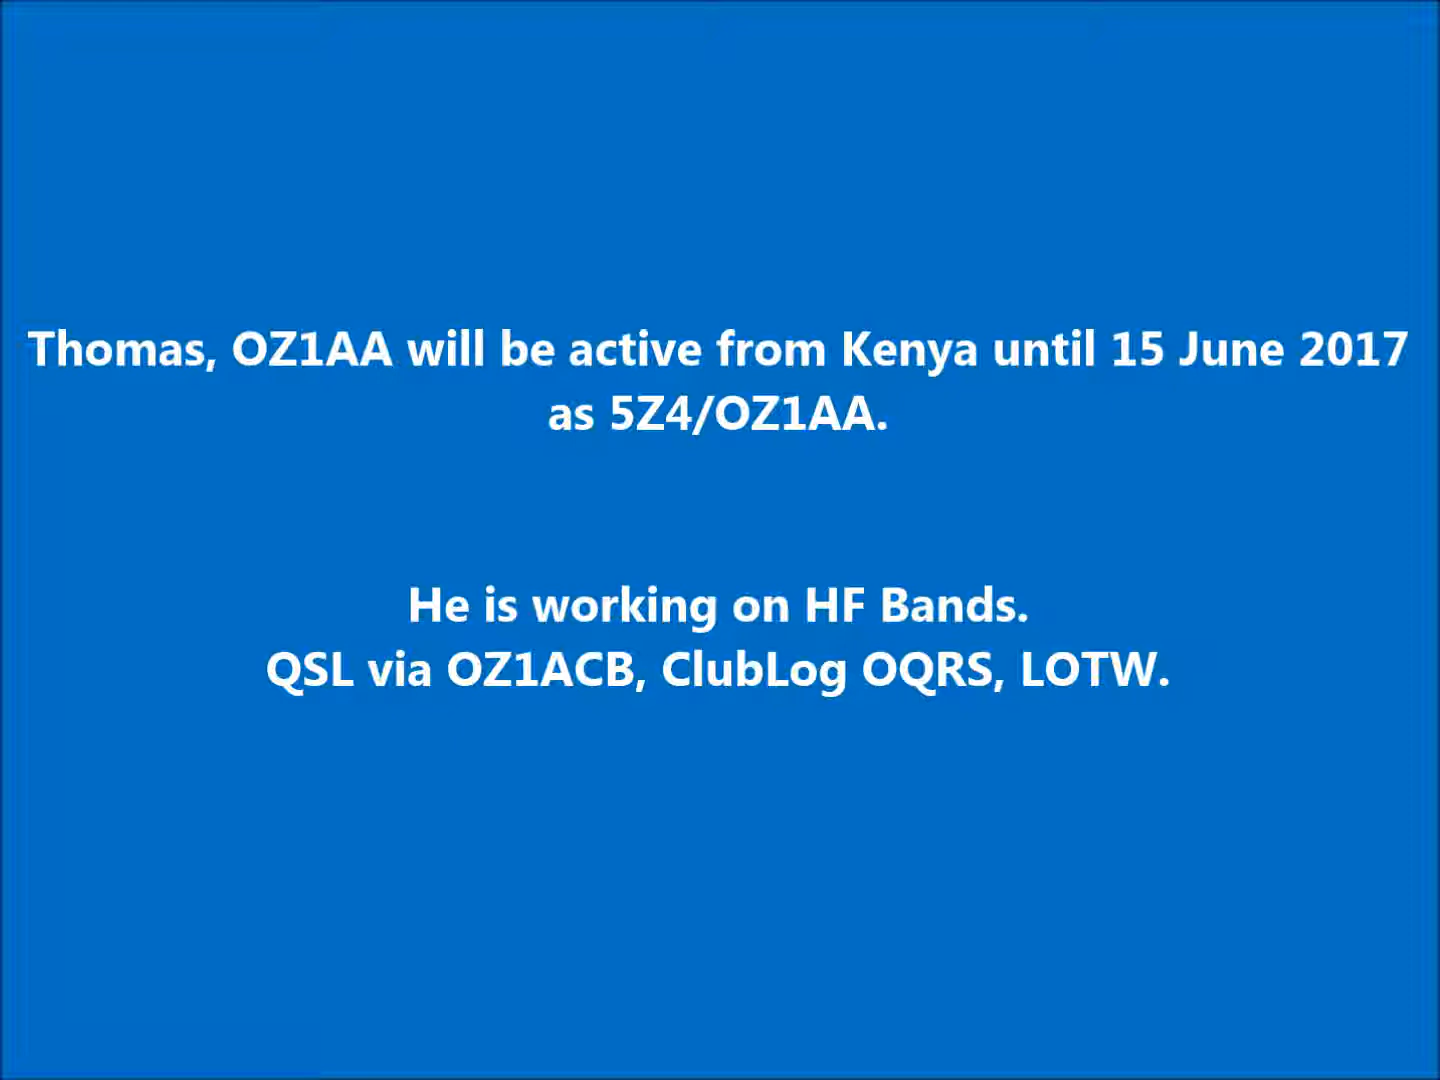 Thomas, OZ1AA will be active from Kenya until 15 June 2017
as 5Z4/OZ1AA.
He is working on HF Bands.
QSL via OZ1ACB, ClubLog OQRS, LOTW.